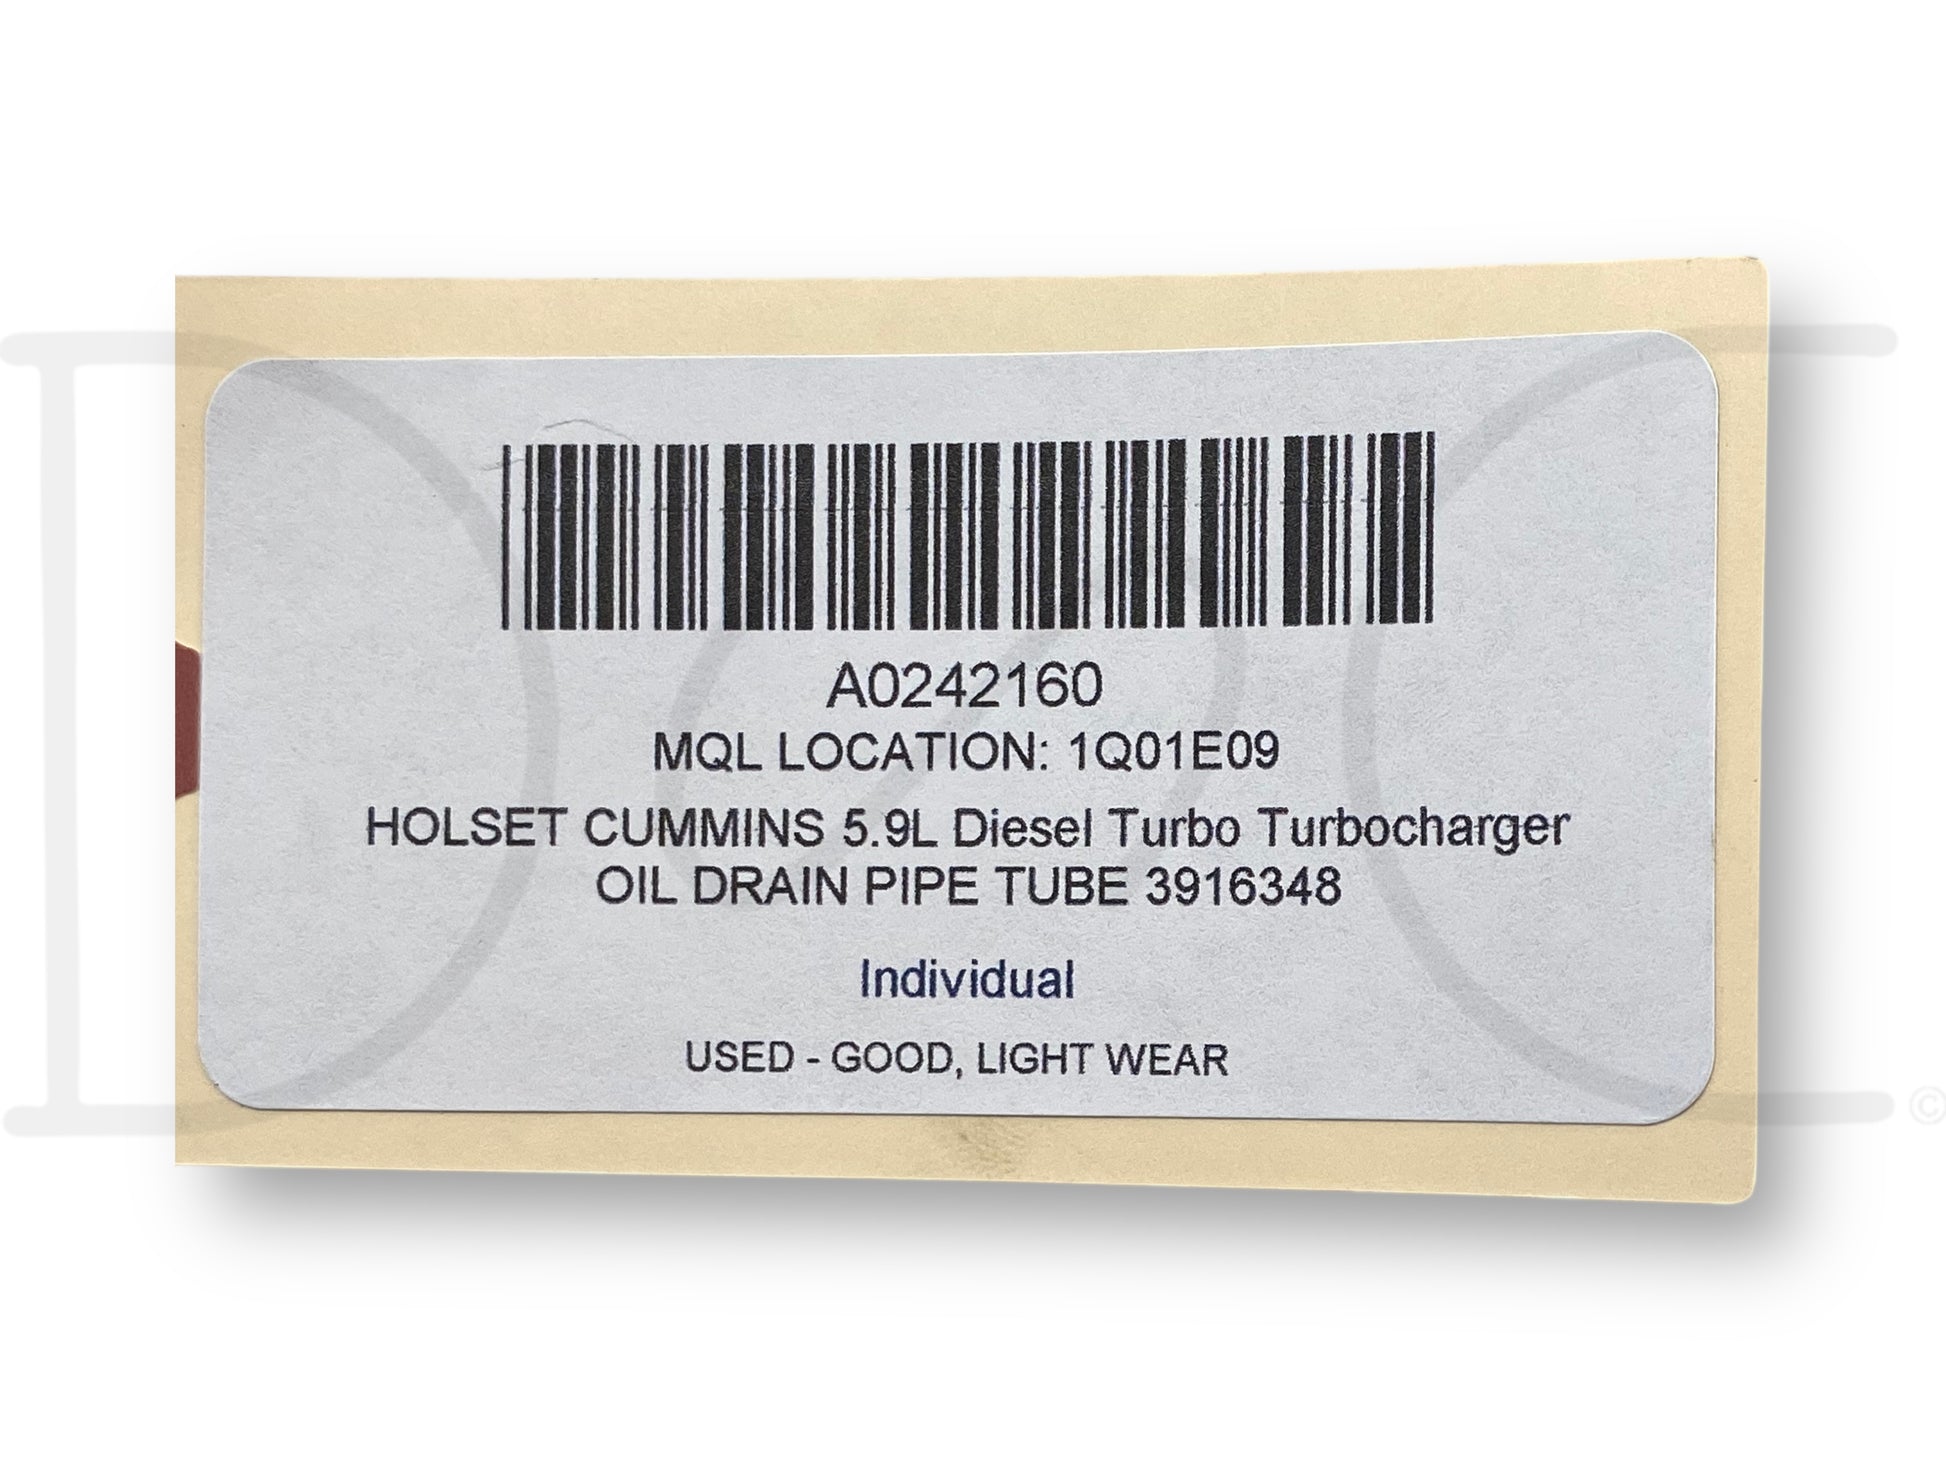 A0242160
MQL LOCATION: 1Q01E09
HOLSET CUMMINS 5.9L Diesel Turbo Turbocharger
OIL DRAIN PIPE TUBE 3916348
Individual
USED - GOOD, LIGHT WEAR
©